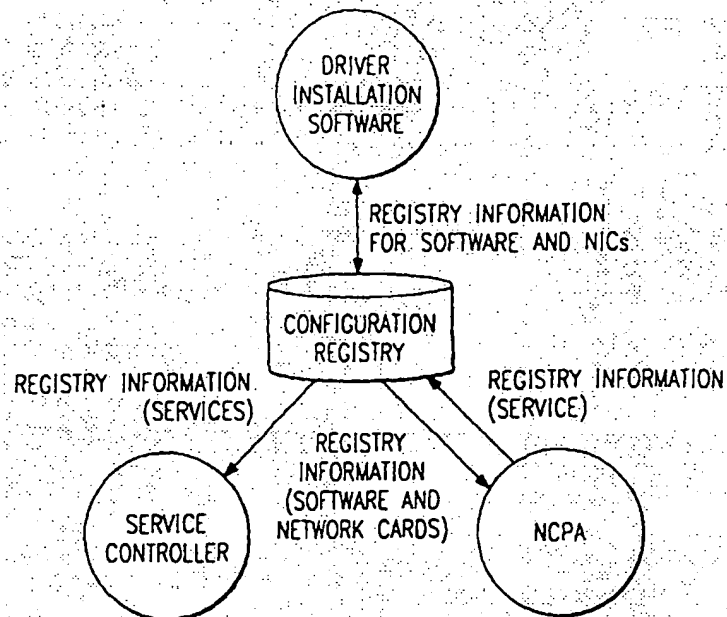 DRIVER
INSTALLATION
SOFTWARE
REGISTRY INFORMATION
FOR SOFTWARE AND NICs
CONFIGURATION
REGISTRY
REGISTRY INFORMATION
(SERVICES)
REGISTRY INFORMATION
(SERVICE)
REGISTRY
INFORMATION
(SOFTWARE AND
NETWORK CARDS)
SERVICE
CONTROLLER
NCPA